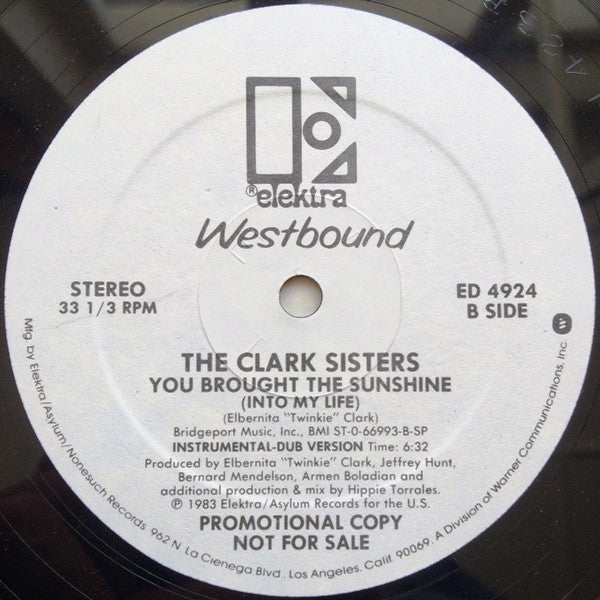 ®elektra
Westbound
STEREO
33 1/3 RPM
ED 4924
B SIDE
THE CLARK SISTERS
YOU BROUGHT THE SUNSHINE
(INTO MY LIFE)
(Elbernita "Twinkie" Clark)
Bridgeport Music, Inc., BMI ST-0-66993-B-SP
INSTRUMENTAL-DUB VERSION Time: 6:32
Produced by Elbernita "Twinkie" Clark, Jeffrey Hunt,
Bernard Mendelson, Armen Boladian and
additional production & mix by Hippie Torrales.
℗ 1983 Elektra/Asylum Records for the U.S.
PROMOTIONAL COPY
NOT FOR SALE
Mfg. by Elektra/Asylum/Nonesuch Records 962 N. La Cienega Blvd., Los Angeles, Calif. 90069. A Division of Warner Communications, Inc.